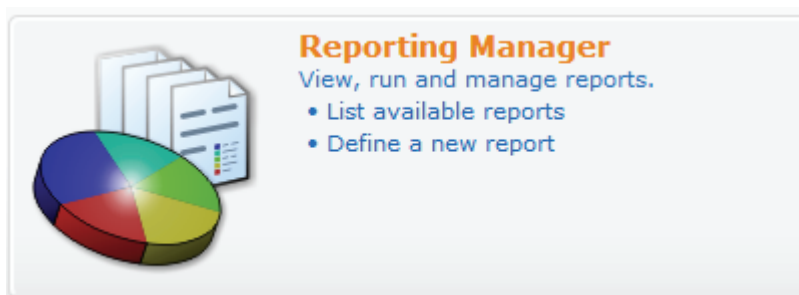 Reporting Manager
View, run and manage reports.
• List available reports
• Define a new report